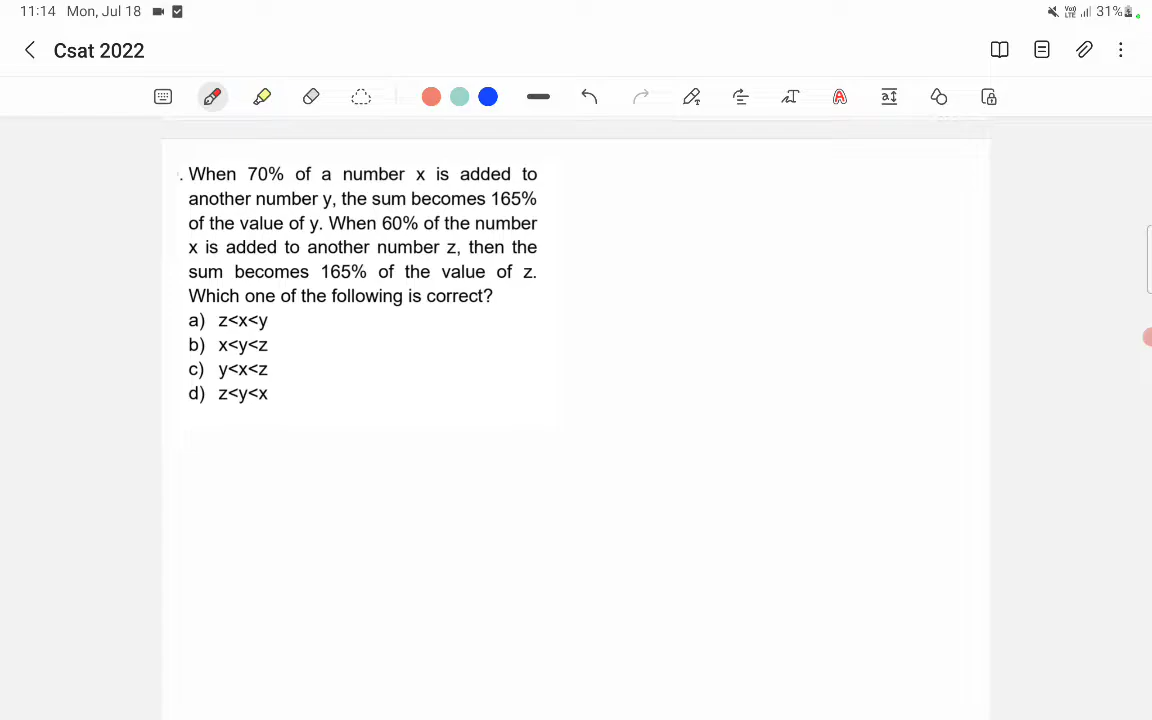 11:14 Mon, Jul 18 31%
Csat 2022
. When 70% of a number x is added to
another number y, the sum becomes 165%
of the value of y. When 60% of the number
x is added to another number z, then the
sum becomes 165% of the value of z.
Which one of the following is correct?
a) z<x<y
b) x<y<z
c) y<x<z
d) z<y<x